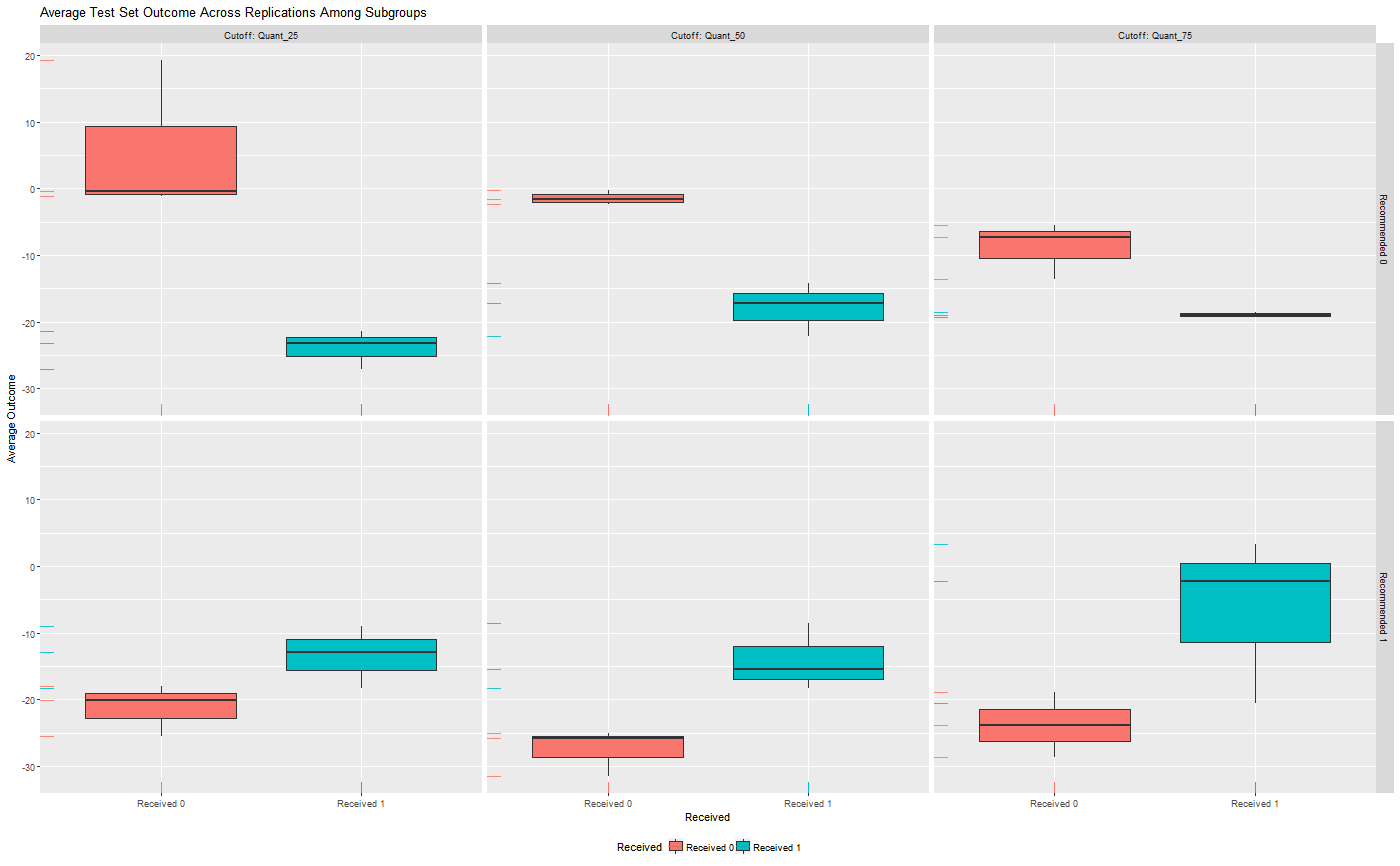 Average Test Set Outcome Across Replications Among Subgroups
Cutoff: Quant_25
Cutoff: Quant_50
Cutoff: Quant_75
20
10
0
-10
-20
-30
Recommended 0
Average Outcome
20
10
0
-10
-20
-30
Recommended 1
Received 0
Received 1
Received 0
Received 1
Received 0
Received 1
Received
Received
Received 0
Received 1